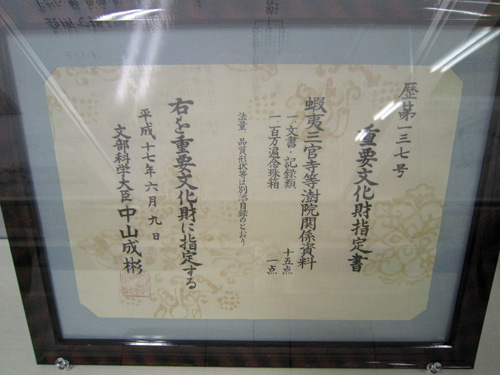 歴第一三七号
重要文化財指定書
蝦夷三官寺等澍院関係資料
一、文書・記録類　十五点
一、百万遍念珠箱　一点
法量、品質形状等は別添目録のとおり
右を重要文化財に指定する
平成十七年六月九日
文部科学大臣 中山成彬